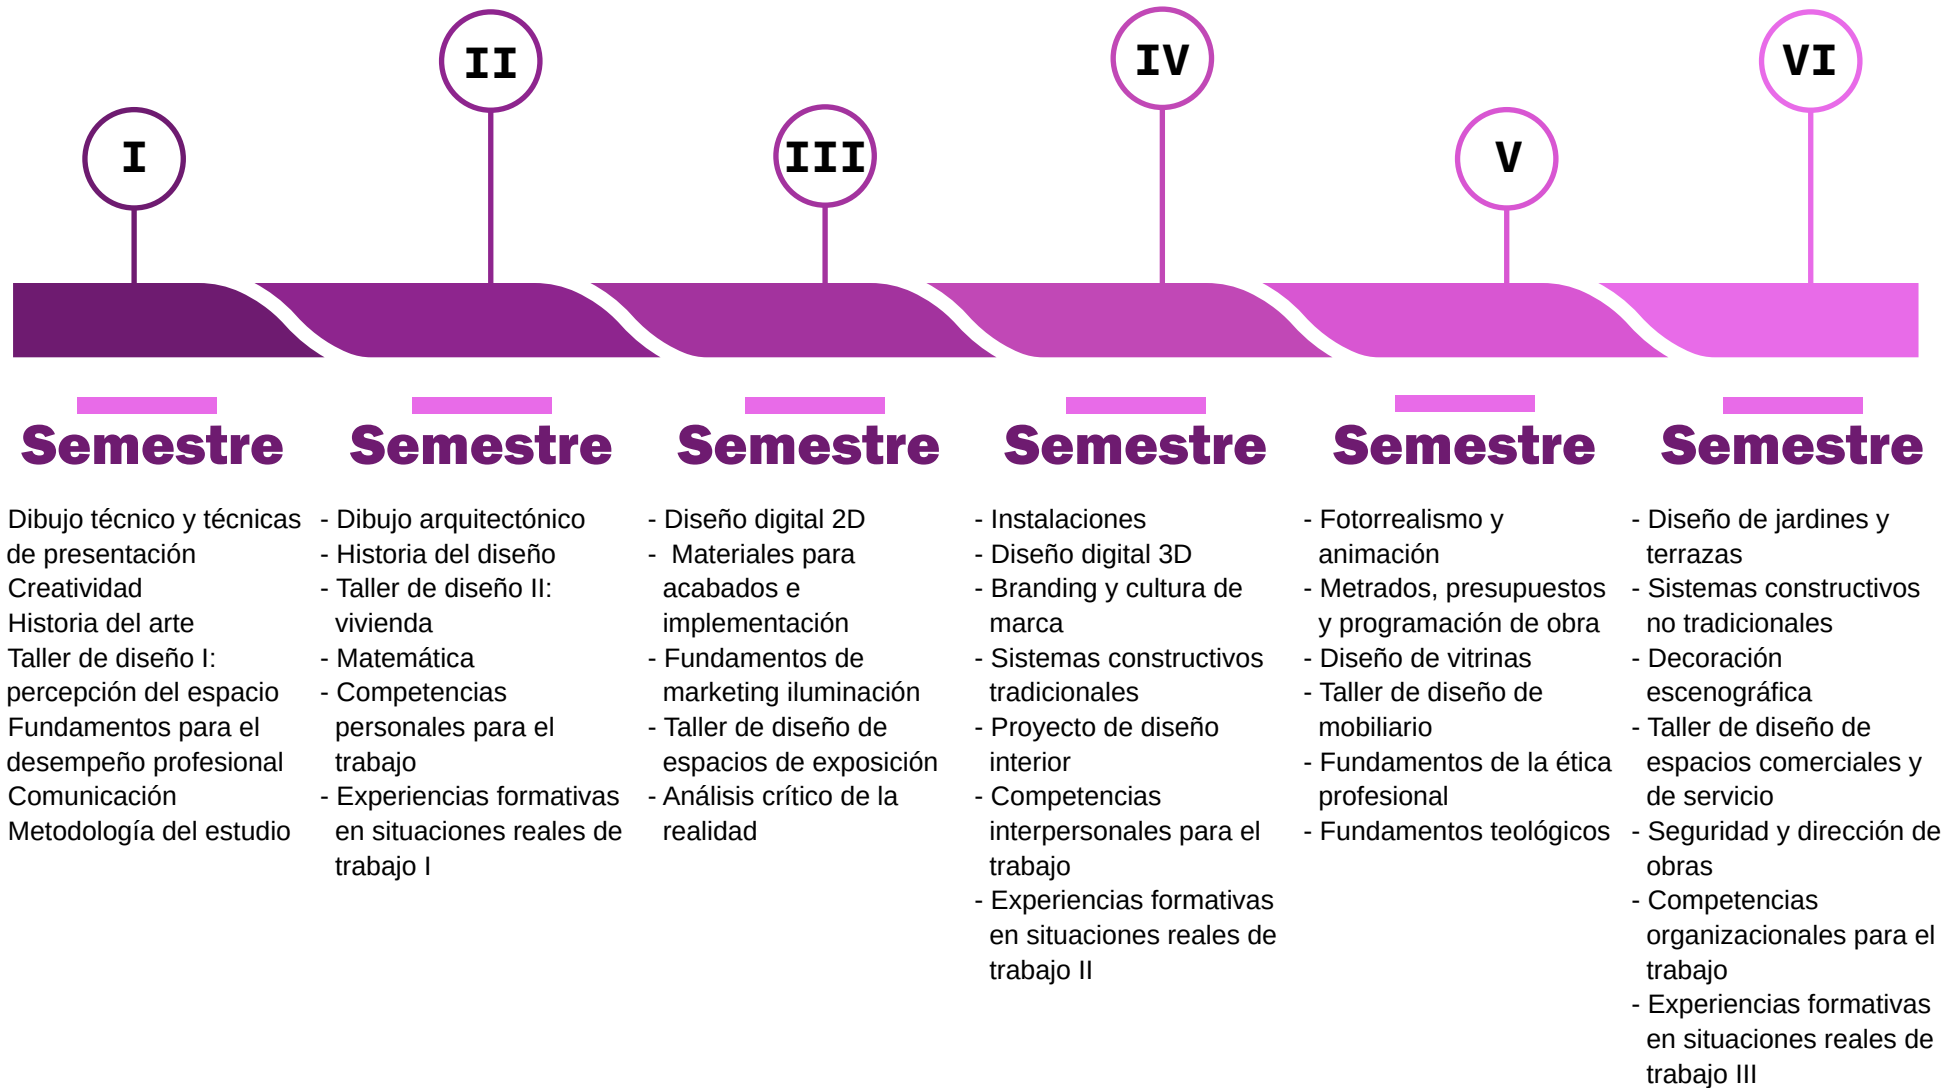 I
II
III
IV
V
VI
Semestre
Dibujo técnico y técnicas
de presentación
Creatividad
Historia del arte
Taller de diseño I:
percepción del espacio
Fundamentos para el
desempeño profesional
Comunicación
Metodología del estudio
Semestre
- Dibujo arquitectónico
- Historia del diseño
- Taller de diseño II:
vivienda
- Matemática
- Competencias
personales para el
trabajo
- Experiencias formativas
en situaciones reales de
trabajo I
Semestre
- Diseño digital 2D
- Materiales para
acabados e
implementación
- Fundamentos de
marketing iluminación
- Taller de diseño de
espacios de exposición
- Análisis crítico de la
realidad
Semestre
- Instalaciones
- Diseño digital 3D
- Branding y cultura de
marca
- Sistemas constructivos
tradicionales
- Proyecto de diseño
interior
- Competencias
interpersonales para el
trabajo
- Experiencias formativas
en situaciones reales de
trabajo II
Semestre
- Fotorrealismo y
animación
- Metrados, presupuestos
y programación de obra
- Diseño de vitrinas
- Taller de diseño de
mobiliario
- Fundamentos de la ética
profesional
- Fundamentos teológicos
Semestre
- Diseño de jardines y
terrazas
- Sistemas constructivos
no tradicionales
- Decoración
escenográfica
- Taller de diseño de
espacios comerciales y
de servicio
- Seguridad y dirección de
obras
- Competencias
organizacionales para el
trabajo
- Experiencias formativas
en situaciones reales de
trabajo III